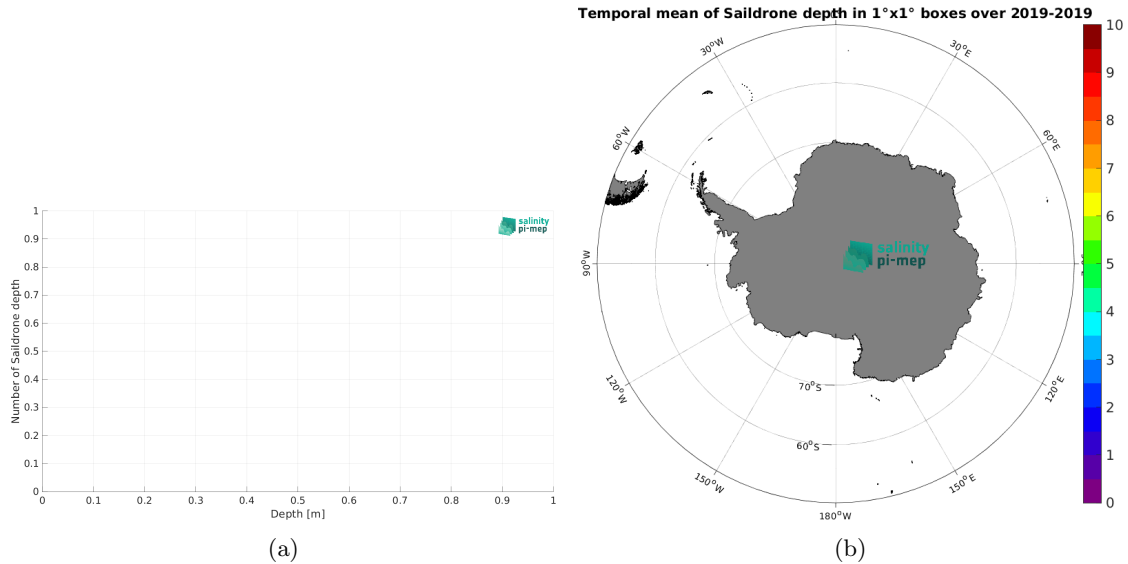 Temporal mean of Saildrone depth in 1°x1° boxes over 2019-2019
1
0.9
0.8
0.7
0.6
0.5
0.4
0.3
0.2
0.1
0
Number of Saildrone depth
salinity
pi-mep
0 0.1 0.2 0.3 0.4 0.5 0.6 0.7 0.8 0.9 1
Depth [m]
(a)
30°W
30°E
60°W
60°E
90°W
salinity
pi-mep
120°W
120°E
70°S
60°S
150°W
150°E
180°W
10
9
8
7
6
5
4
3
2
1
0
(b)